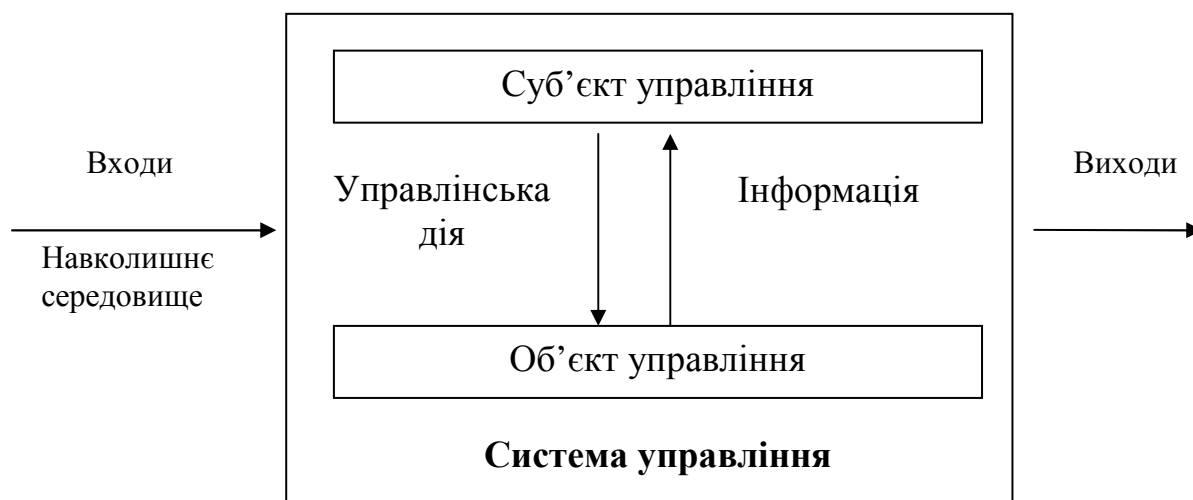 Суб’єкт управління
Входи
Управлінська
дія
Інформація
Виходи
Навколишнє
середовище
Об’єкт управління
Система управління